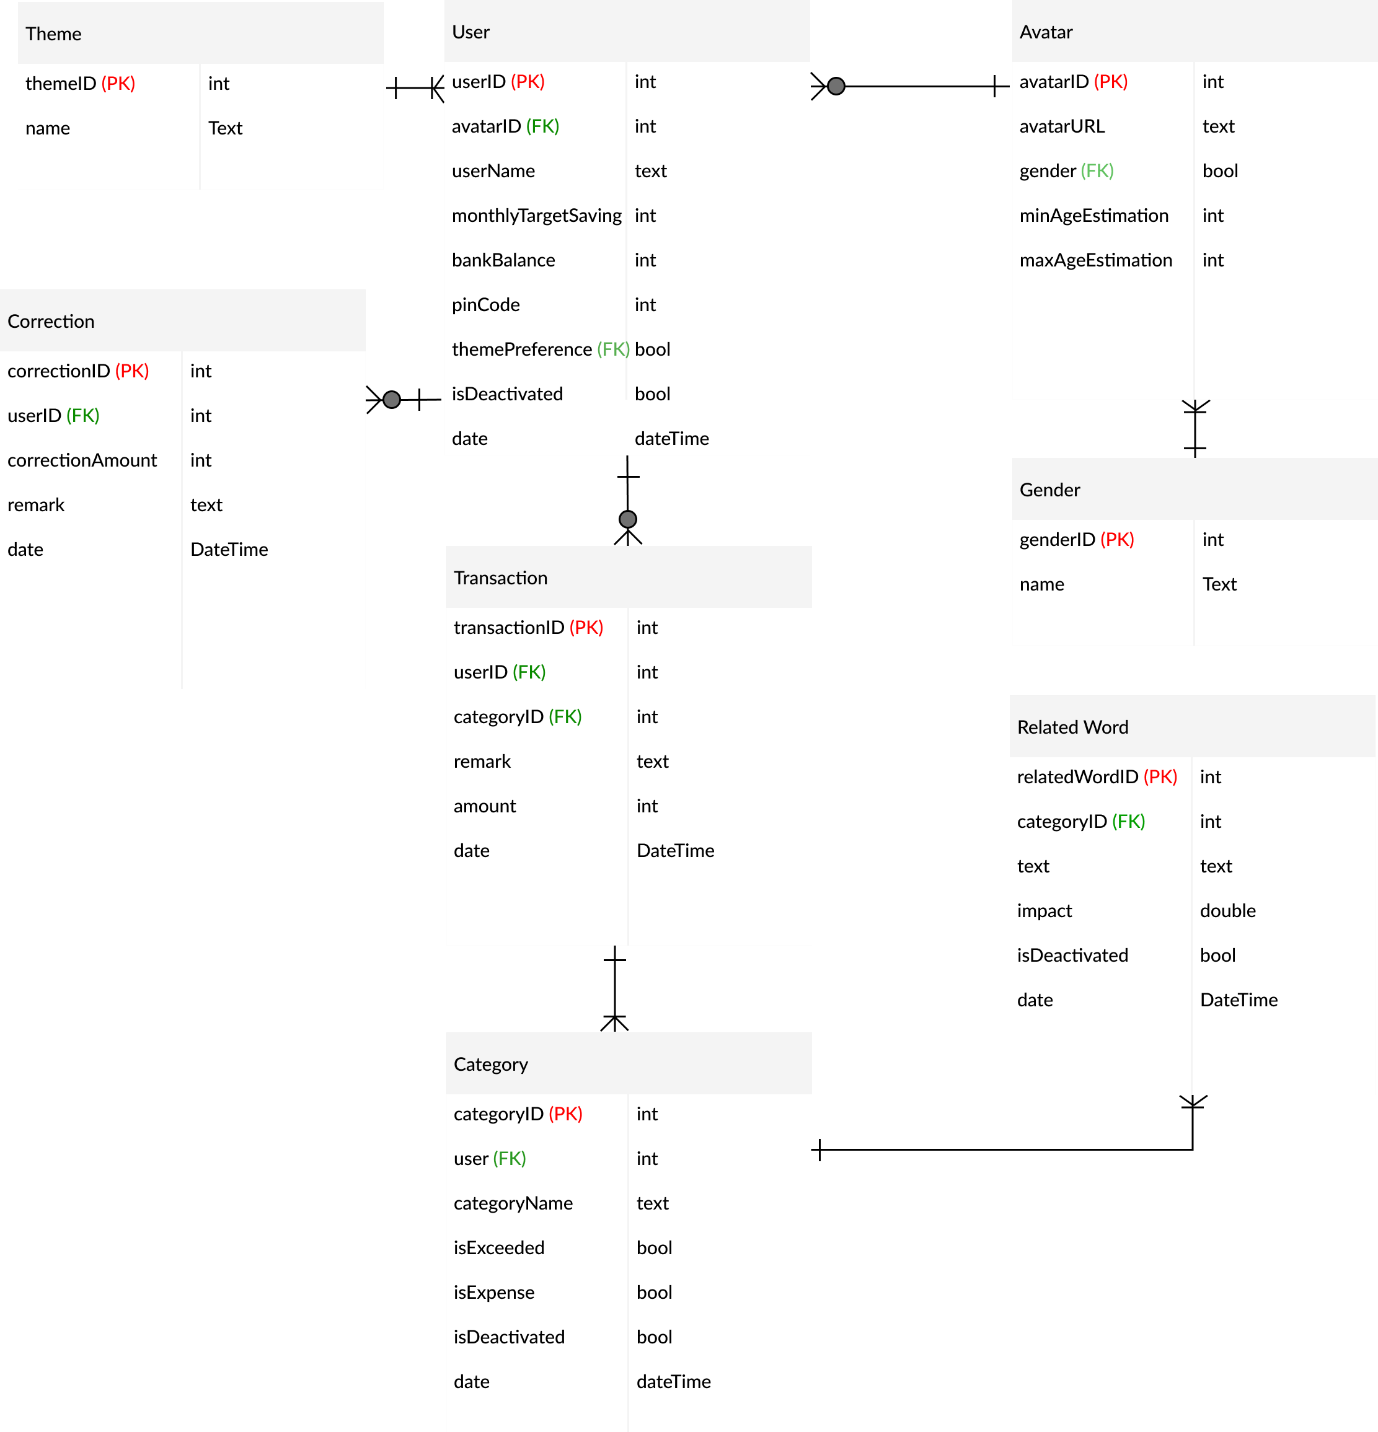 Theme
themeID (PK) int
name Text
User
userID (PK) int
avatarID (FK) int
userName text
monthlyTargetSaving int
bankBalance int
pinCode int
themePreference (FK) bool
isDeactivated bool
date dateTime
Avatar
avatarID (PK) int
avatarURL text
gender (FK) bool
minAgeEstimation int
maxAgeEstimation int
Correction
correctionID (PK) int
userID (FK) int
correctionAmount int
remark text
date DateTime
Gender
genderID (PK) int
name Text
Transaction
transactionID (PK) int
userID (FK) int
categoryID (FK) int
remark text
amount int
date DateTime
Related Word
relatedWordID (PK) int
categoryID (FK) int
text text
impact double
isDeactivated bool
date DateTime
Category
categoryID (PK) int
user (FK) int
categoryName text
isExceeded bool
isExpense bool
isDeactivated bool
date dateTime